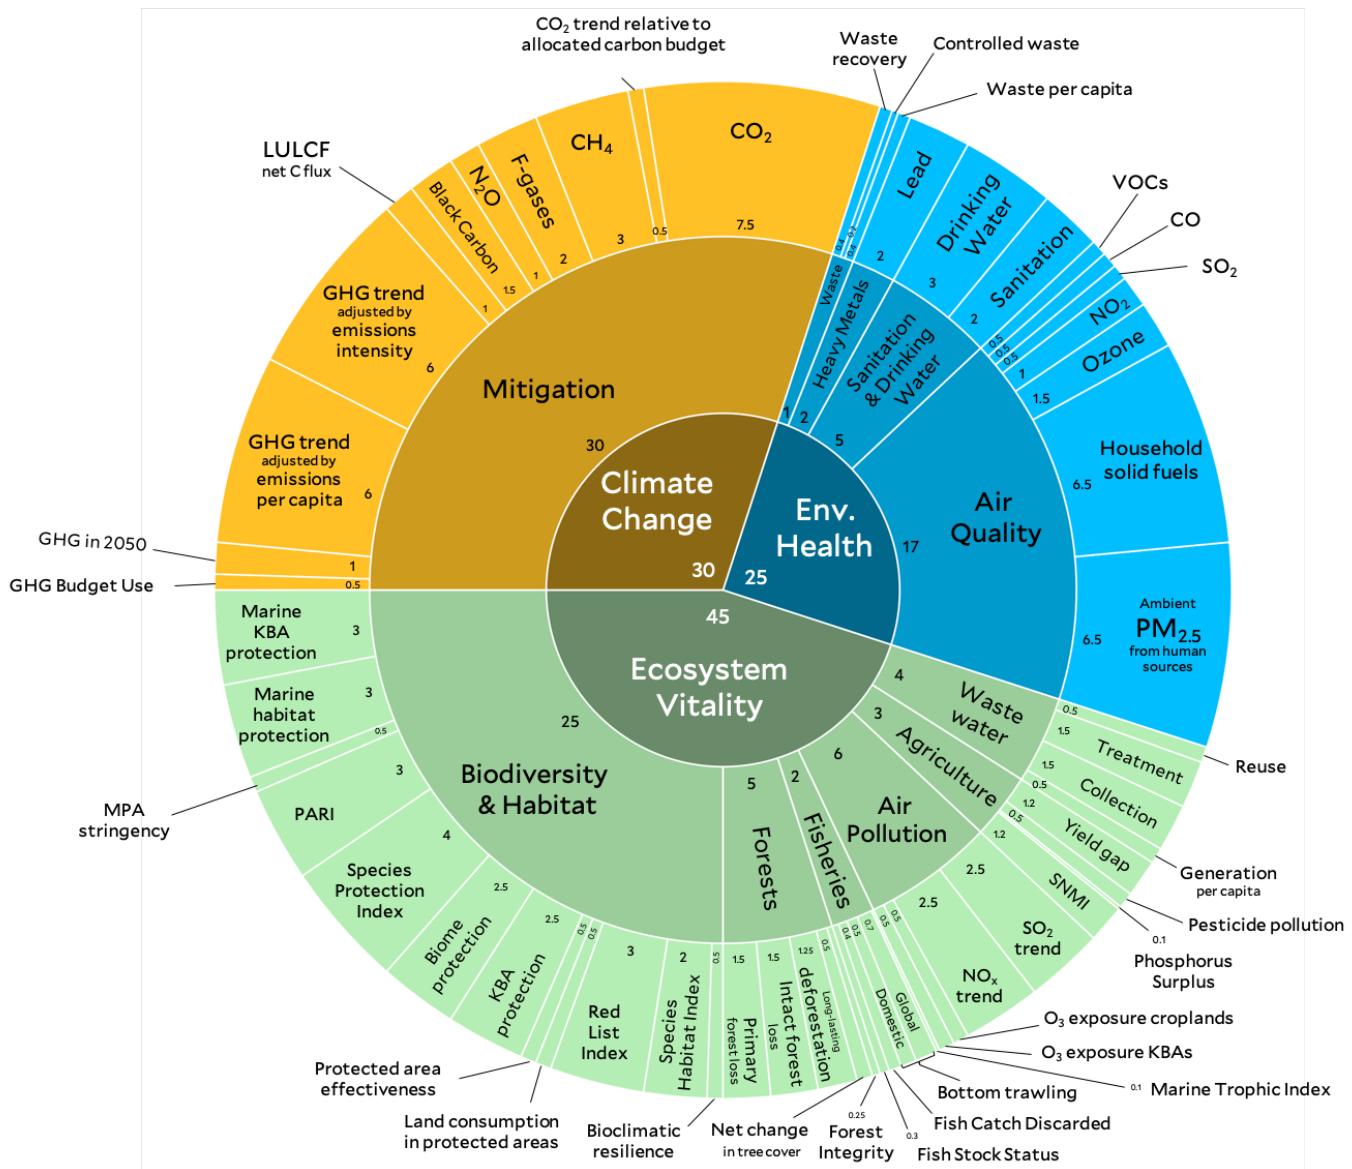 CO₂ trend relative to
allocated carbon budget
Waste
recovery
Controlled waste
Waste per capita
LULCF
net C flux
VOCs
CO
SO₂
CO₂
7.5
0.5
CH₄
3
F-gases
2
N₂O
1
Black Carbon
1.5
1
GHG trend
adjusted by
emissions
intensity
6
GHG trend
adjusted by
emissions
per capita
6
GHG in 2050
1
GHG Budget Use
0.5
Mitigation
30
Climate
Change
30
0.4
0.4
Waste
1
Lead
2
Heavy Metals
2
Drinking
Water
3
Sanitation
2
Sanitation
& Drinking
Water
5
0.5
0.5
0.5
NO₂
1
Ozone
1.5
Household
solid fuels
6.5
Ambient
PM₂.₅
from human
sources
6.5
Air
Quality
17
Env.
Health
25
45
Ecosystem
Vitality
Marine
KBA
protection
3
Marine
habitat
protection
3
0.5
MPA
stringency
PARI
3
Species
Protection
Index
4
Biome
protection
2.5
KBA
protection
2.5
0.5
0.5
Protected area
effectiveness
Land consumption
in protected areas
Red
List
Index
3
Species
Habitat Index
2
0.5
Bioclimatic
resilience
Biodiversity
& Habitat
25
Forests
5
Primary
forest loss
1.5
Intact forest
loss
1.5
Long-lasting
deforestation
1.25
0.5
Net change
in tree cover
0.25
Forest
Integrity
Fisheries
2
0.3
Fish Stock Status
0.4
Fish Catch Discarded
0.5
Domestic
0.7
Global
Bottom trawling
0.1
Marine Trophic Index
0.5
O₃ exposure KBAs
0.5
O₃ exposure croplands
Air
Pollution
6
NOₓ
trend
2.5
SO₂
trend
2.5
Agriculture
3
SNMI
1.2
0.1
Phosphorus
Surplus
0.5
Pesticide pollution
Yield gap
1.2
Waste
water
4
0.5
Generation
per capita
Collection
1.5
Treatment
1.5
0.5
Reuse